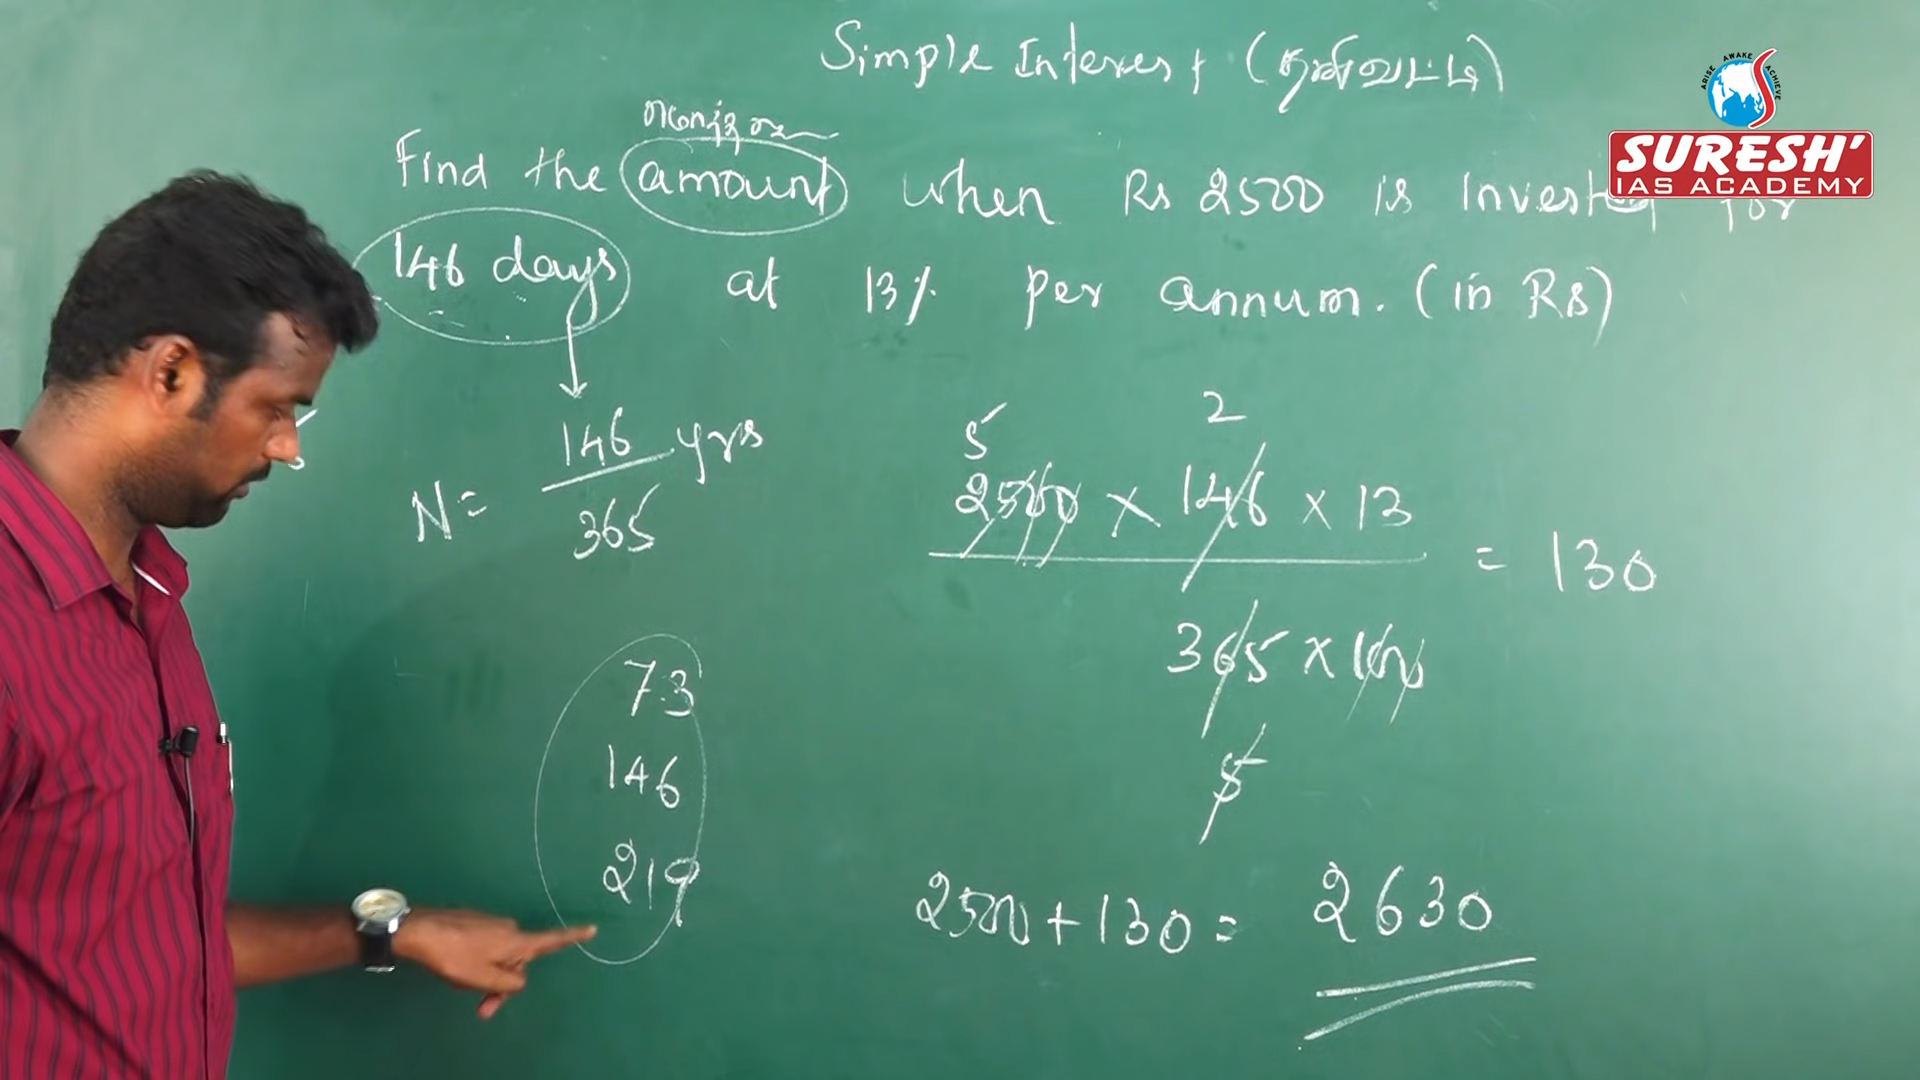 Simple Interest (தனிவட்டி)
ARISE AWAKE ACHIEVE
SURESH'
IAS ACADEMY
Find the amount when Rs 2500 is Invested for
146 days at 13% per annum. (in Rs)
N = 146/365 yrs
5 2
2500 × 146 × 13
= 130
365 × 100
5
73
146
219
2500 + 130 = 2630